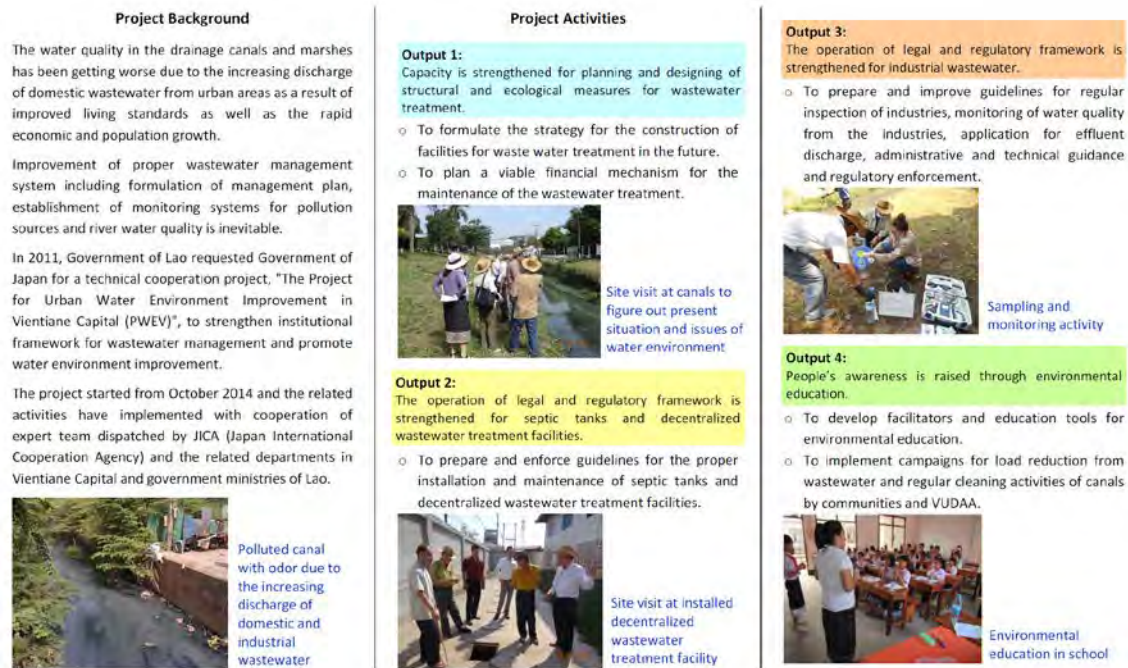 Project Background
The water quality in the drainage canals and marshes
has been getting worse due to the increasing discharge
of domestic wastewater from urban areas as a result of
improved living standards as well as the rapid
economic and population growth.
Improvement of proper wastewater management
system including formulation of management plan,
establishment of monitoring systems for pollution
sources and river water quality is inevitable.
In 2011, Government of Lao requested Government of
Japan for a technical cooperation project, "The Project
for Urban Water Environment Improvement in
Vientiane Capital (PWEV)", to strengthen institutional
framework for wastewater management and promote
water environment improvement.
The project started from October 2014 and the related
activities have implemented with cooperation of
expert team dispatched by JICA (Japan International
Cooperation Agency) and the related departments in
Vientiane Capital and government ministries of Lao.
Polluted canal
with odor due to
the increasing
discharge of
domestic and
industrial
wastewater
Project Activities
Output 1:
Capacity is strengthened for planning and designing of
structural and ecological measures for wastewater
treatment.
o To formulate the strategy for the construction of
facilities for waste water treatment in the future.
o To plan a viable financial mechanism for the
maintenance of the wastewater treatment.
Site visit at canals to
figure out present
situation and issues of
water environment
Output 2:
The operation of legal and regulatory framework is
strengthened for septic tanks and decentralized
wastewater treatment facilities.
o To prepare and enforce guidelines for the proper
installation and maintenance of septic tanks and
decentralized wastewater treatment facilities.
Site visit at installed
decentralized
wastewater
treatment facility
Output 3:
The operation of legal and regulatory framework is
strengthened for industrial wastewater.
o To prepare and improve guidelines for regular
inspection of industries, monitoring of water quality
from the industries, application for effluent
discharge, administrative and technical guidance
and regulatory enforcement.
Sampling and
monitoring activity
Output 4:
People's awareness is raised through environmental
education.
o To develop facilitators and education tools for
environmental education.
o To implement campaigns for load reduction from
wastewater and regular cleaning activities of canals
by communities and VUDAA.
Environmental
education in school